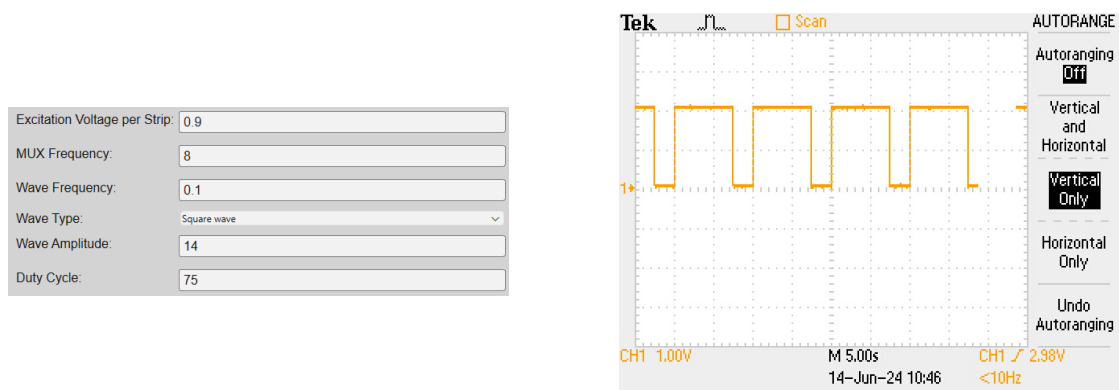 Excitation Voltage per Strip: 0.9
MUX Frequency: 8
Wave Frequency: 0.1
Wave Type: Square wave
Wave Amplitude: 14
Duty Cycle: 75
Tek Scan AUTORANGE
Autoranging
Off
Vertical
and
Horizontal
Vertical
Only
Horizontal
Only
Undo
Autoranging
1
CH1 1.00V M 5.00s CH1 2.98V
14-Jun-24 10:46 <10Hz